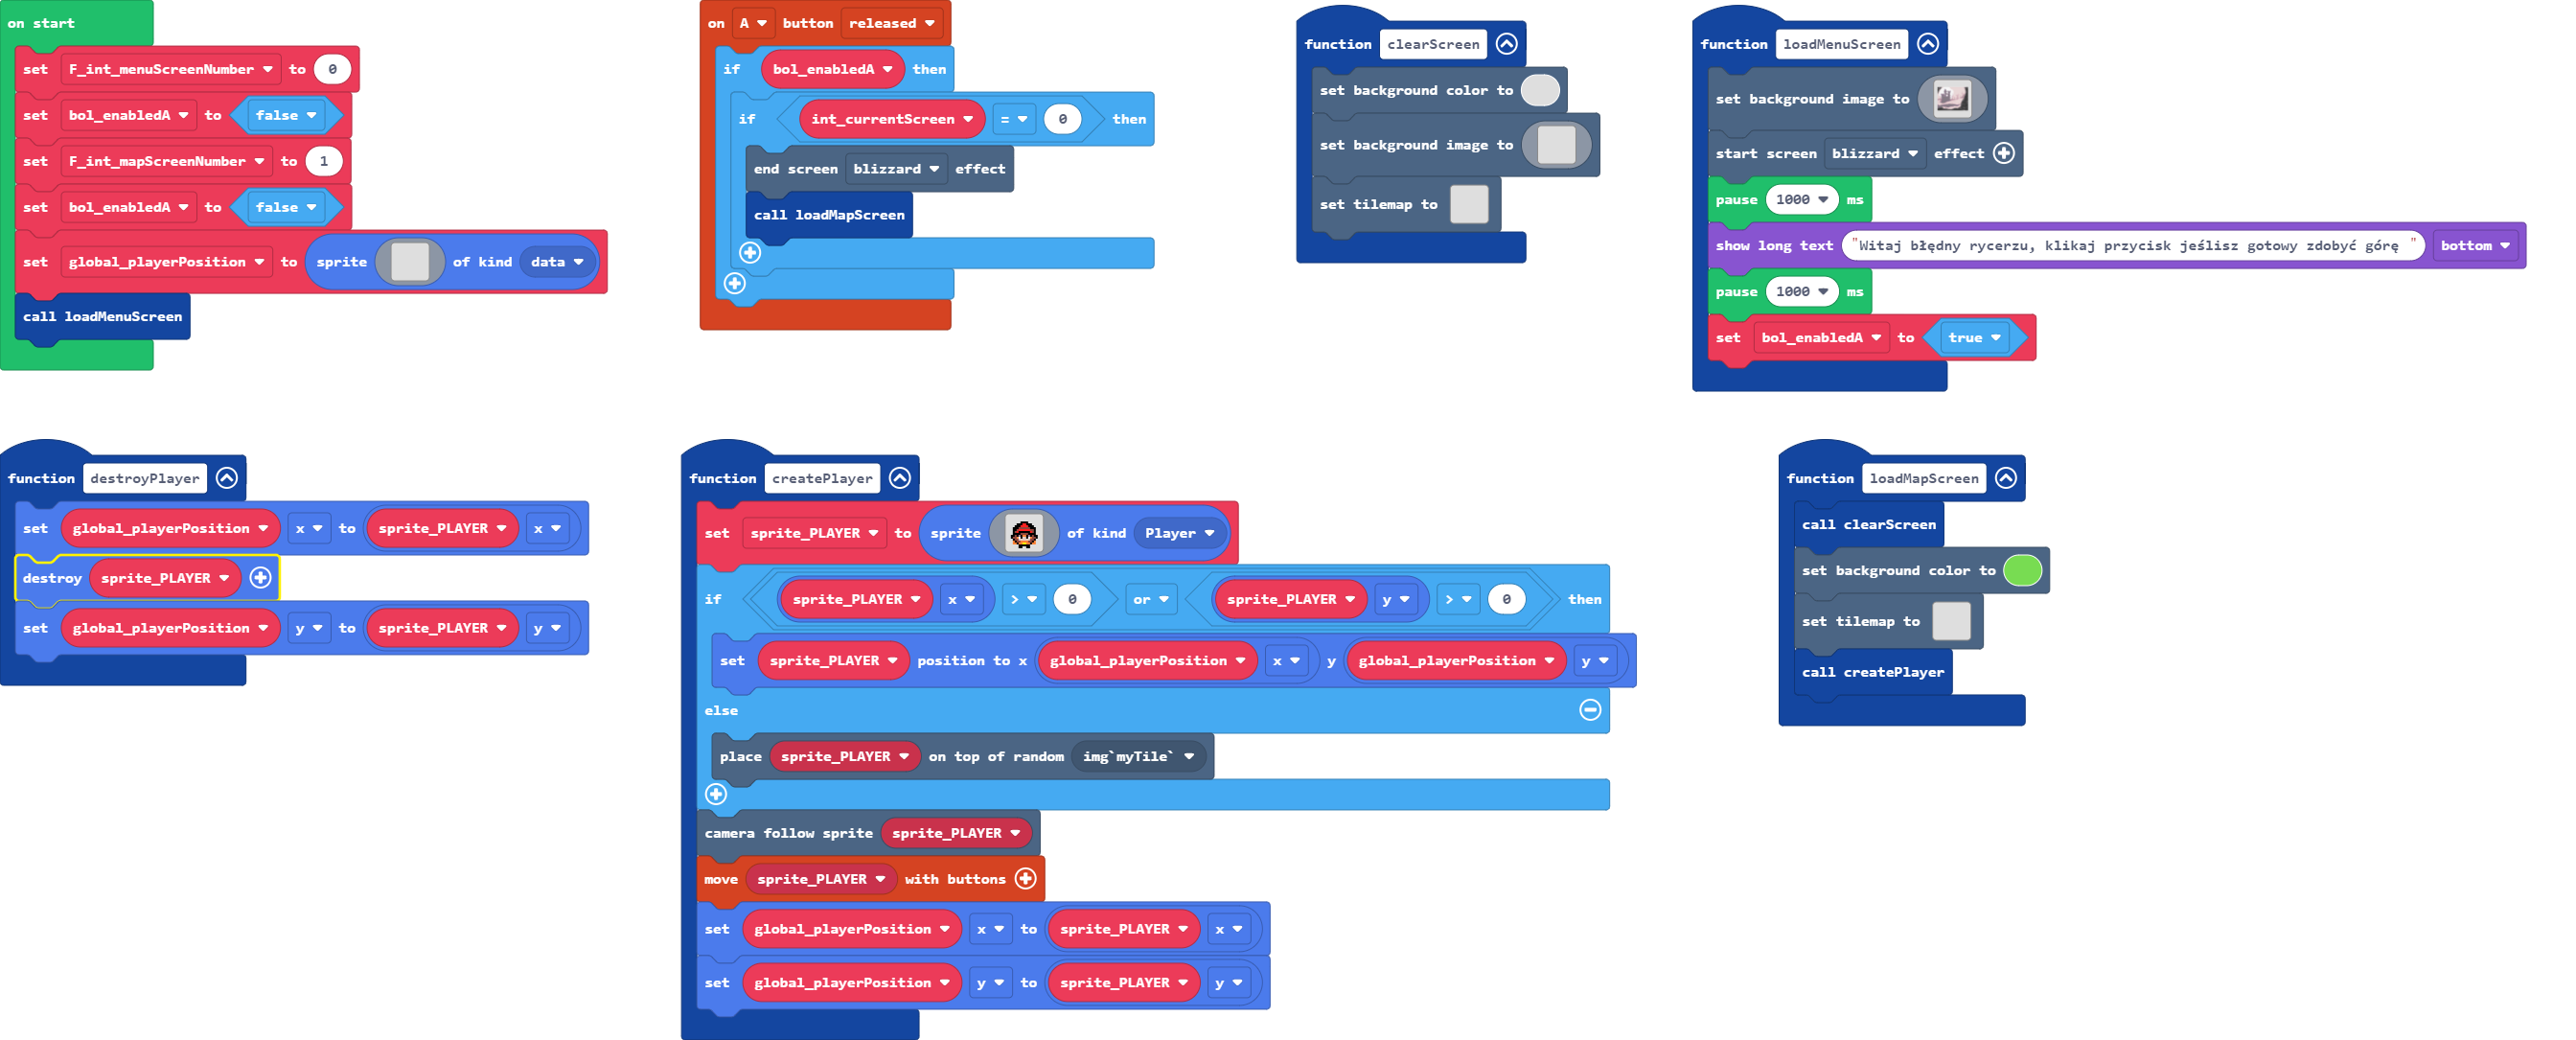 on start
set F_int_menuScreenNumber to 0
set bol_enabledA to false
set F_int_mapScreenNumber to 1
set bol_enabledA to false
set global_playerPosition to sprite of kind data
call loadMenuScreen
on A button released
if bol_enabledA then
if int_currentScreen = 0 then
end screen blizzard effect
call loadMapScreen
function clearScreen
set background color to
set background image to
set tilemap to
function loadMenuScreen
set background image to
start screen blizzard effect
pause 1000 ms
show long text "Witaj błędny rycerzu, klikaj przycisk jeślisz gotowy zdobyć górę " bottom
pause 1000 ms
set bol_enabledA to true
function destroyPlayer
set global_playerPosition x to sprite_PLAYER x
destroy sprite_PLAYER
set global_playerPosition y to sprite_PLAYER y
function createPlayer
set sprite_PLAYER to sprite of kind Player
if sprite_PLAYER x > 0 or sprite_PLAYER y > 0 then
set sprite_PLAYER position to x global_playerPosition x y global_playerPosition y
else
place sprite_PLAYER on top of random img`myTile`
camera follow sprite sprite_PLAYER
move sprite_PLAYER with buttons
set global_playerPosition x to sprite_PLAYER x
set global_playerPosition y to sprite_PLAYER y
function loadMapScreen
call clearScreen
set background color to
set tilemap to
call createPlayer